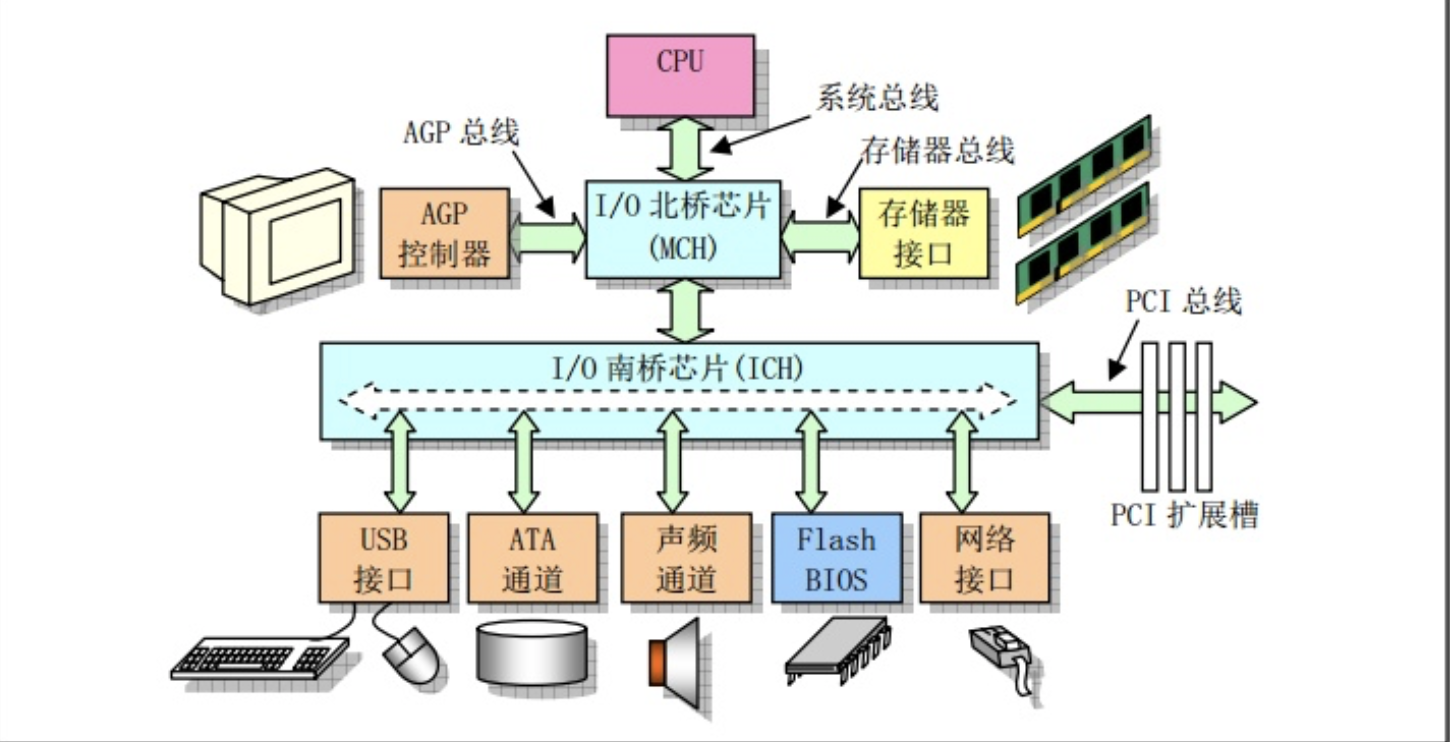 CPU
系统总线
AGP 总线
存储器总线
AGP
控制器
I/O 北桥芯片
(MCH)
存储器
接口
PCI 总线
I/O 南桥芯片(ICH)
PCI 扩展槽
USB
接口
ATA
通道
声频
通道
Flash
BIOS
网络
接口